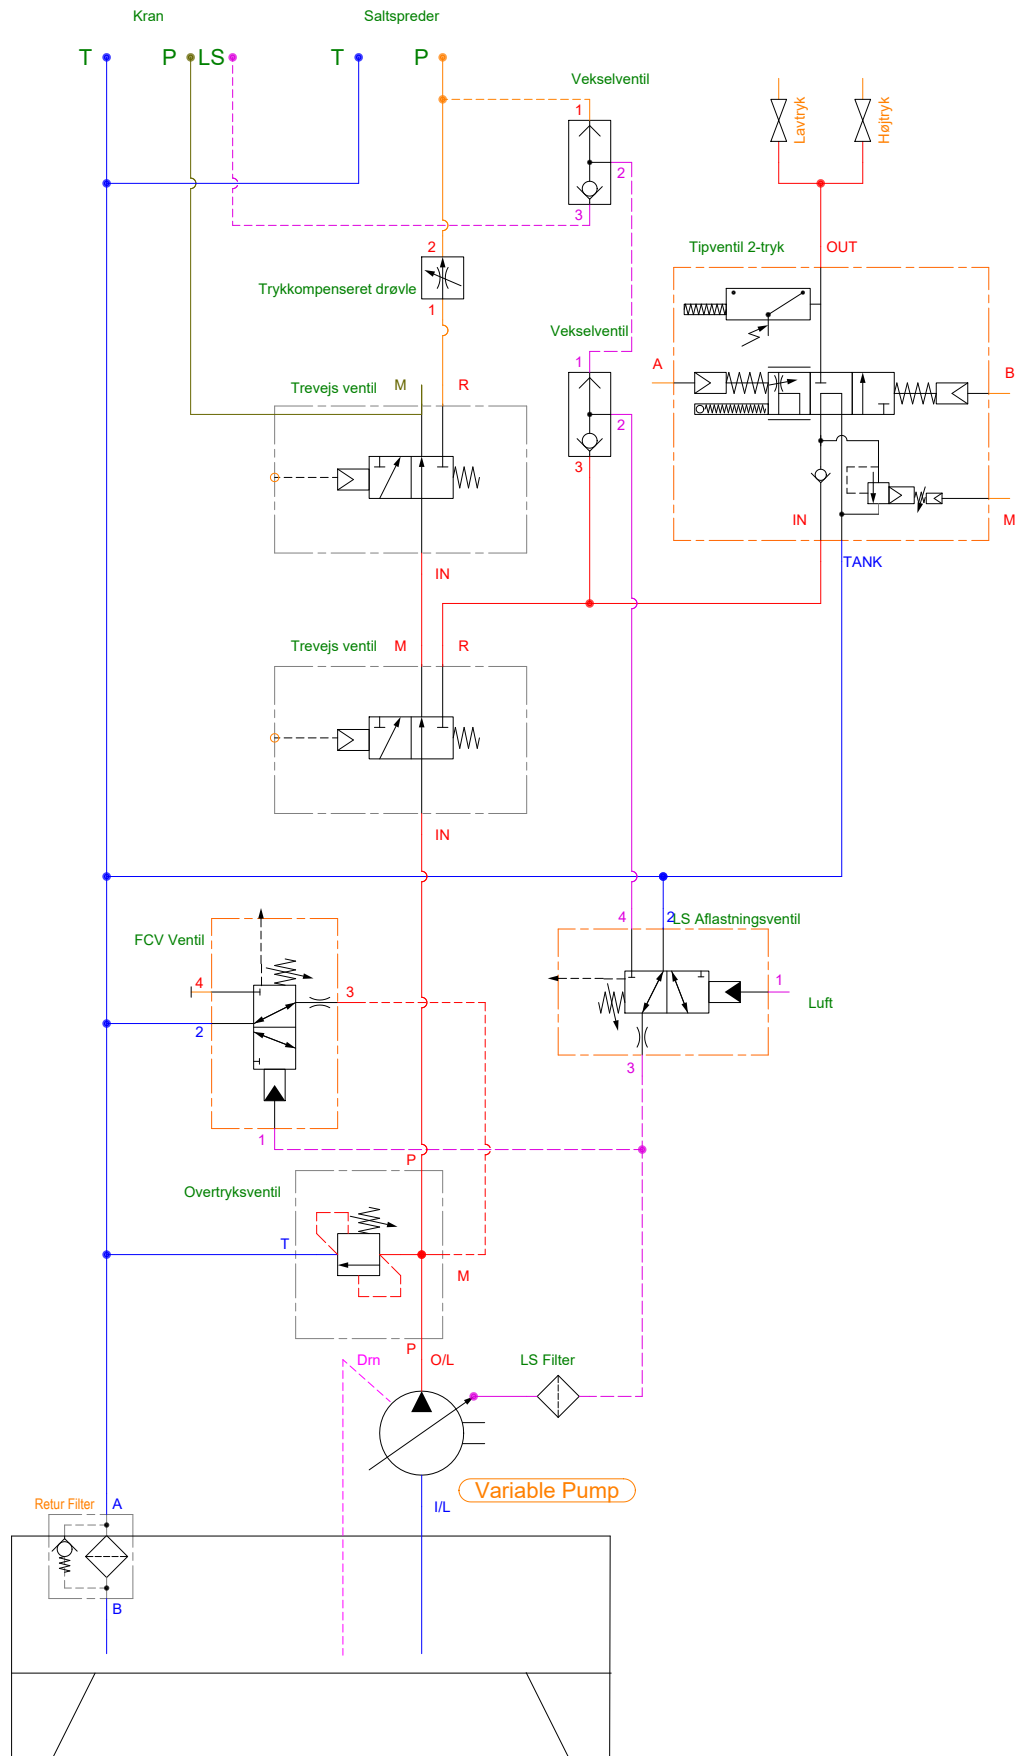 Kran
Saltspreder
T
P
LS
T
P
Vekselventil
1
2
3
Lavtryk
Højtryk
Tipventil 2-tryk
OUT
2
Trykkompenseret drøvle
1
Vekselventil
1
2
3
A
B
Trevejs ventil
M
R
IN
M
TANK
IN
Trevejs ventil
M
R
IN
FCV Ventil
4
3
2
1
4
2
LS Aflastningsventil
1
Luft
3
P
Overtryksventil
T
M
P
O/L
Drn
LS Filter
Variable Pump
I/L
Retur Filter
A
B